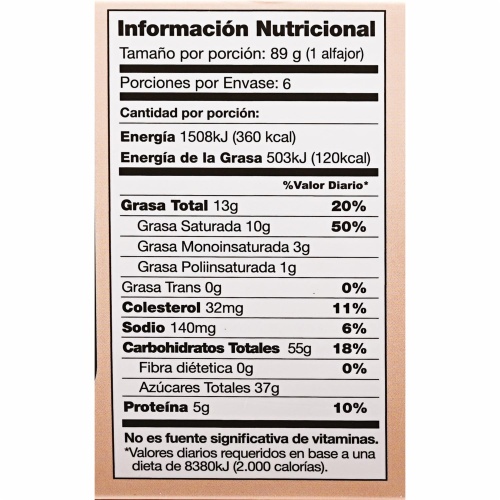 Información Nutricional
Tamaño por porción: 89 g (1 alfajor)
Porciones por Envase: 6
Cantidad por porción:
Energía 1508kJ (360 kcal)
Energía de la Grasa 503kJ (120kcal)
%Valor Diario*
Grasa Total 13g 20%
Grasa Saturada 10g 50%
Grasa Monoinsaturada 3g
Grasa Poliinsaturada 1g
Grasa Trans 0g 0%
Colesterol 32mg 11%
Sodio 140mg 6%
Carbohidratos Totales 55g 18%
Fibra diétetica 0g 0%
Azúcares Totales 37g
Proteína 5g 10%
No es fuente significativa de vitaminas.
*Valores diarios requeridos en base a una
dieta de 8380kJ (2.000 calorías).